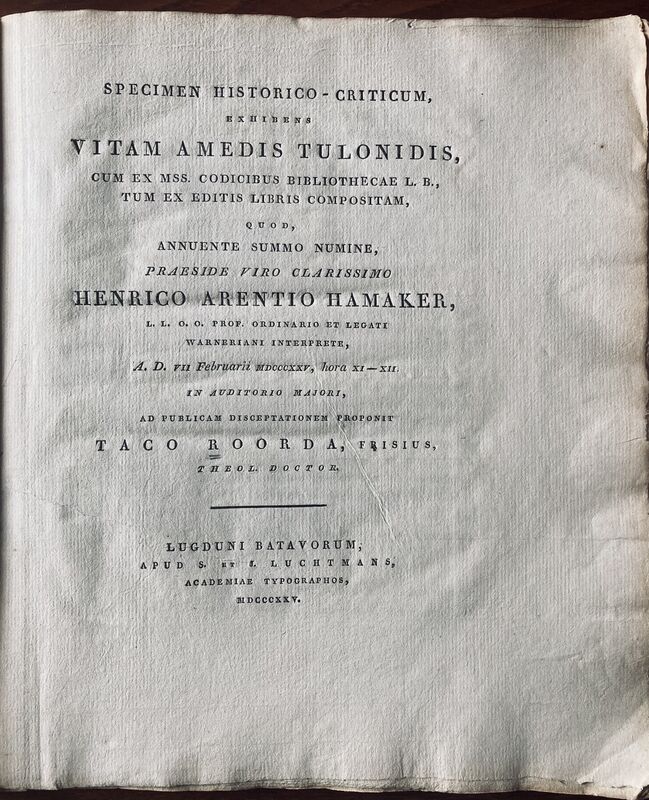 SPECIMEN HISTORICO-CRITICUM,
EXHIBENS
VITAM AMEDIS TULONIDIS,
CUM EX MSS. CODICIBUS BIBLIOTHECAE L. B.,
TUM EX EDITIS LIBRIS COMPOSITAM,
QUOD,
ANNUENTE SUMMO NUMINE,
PRAESIDE VIRO CLARISSIMO
HENRICO ARENTIO HAMAKER,
L. L. O. O. PROF. ORDINARIO ET LEGATI
WARNERIANI INTERPRETE,
A. D. VII Februarii MDCCCXXV, hora XI—XII.
IN AUDITORIO MAJORI,
AD PUBLICAM DISCEPTATIONEM PROPONIT
TACO ROORDA, FRISIUS,
THEOL. DOCTOR.
LUGDUNI BATAVORUM,
APUD S. ET J. LUCHTMANS,
ACADEMIAE TYPOGRAPHOS,
MDCCCXXV.